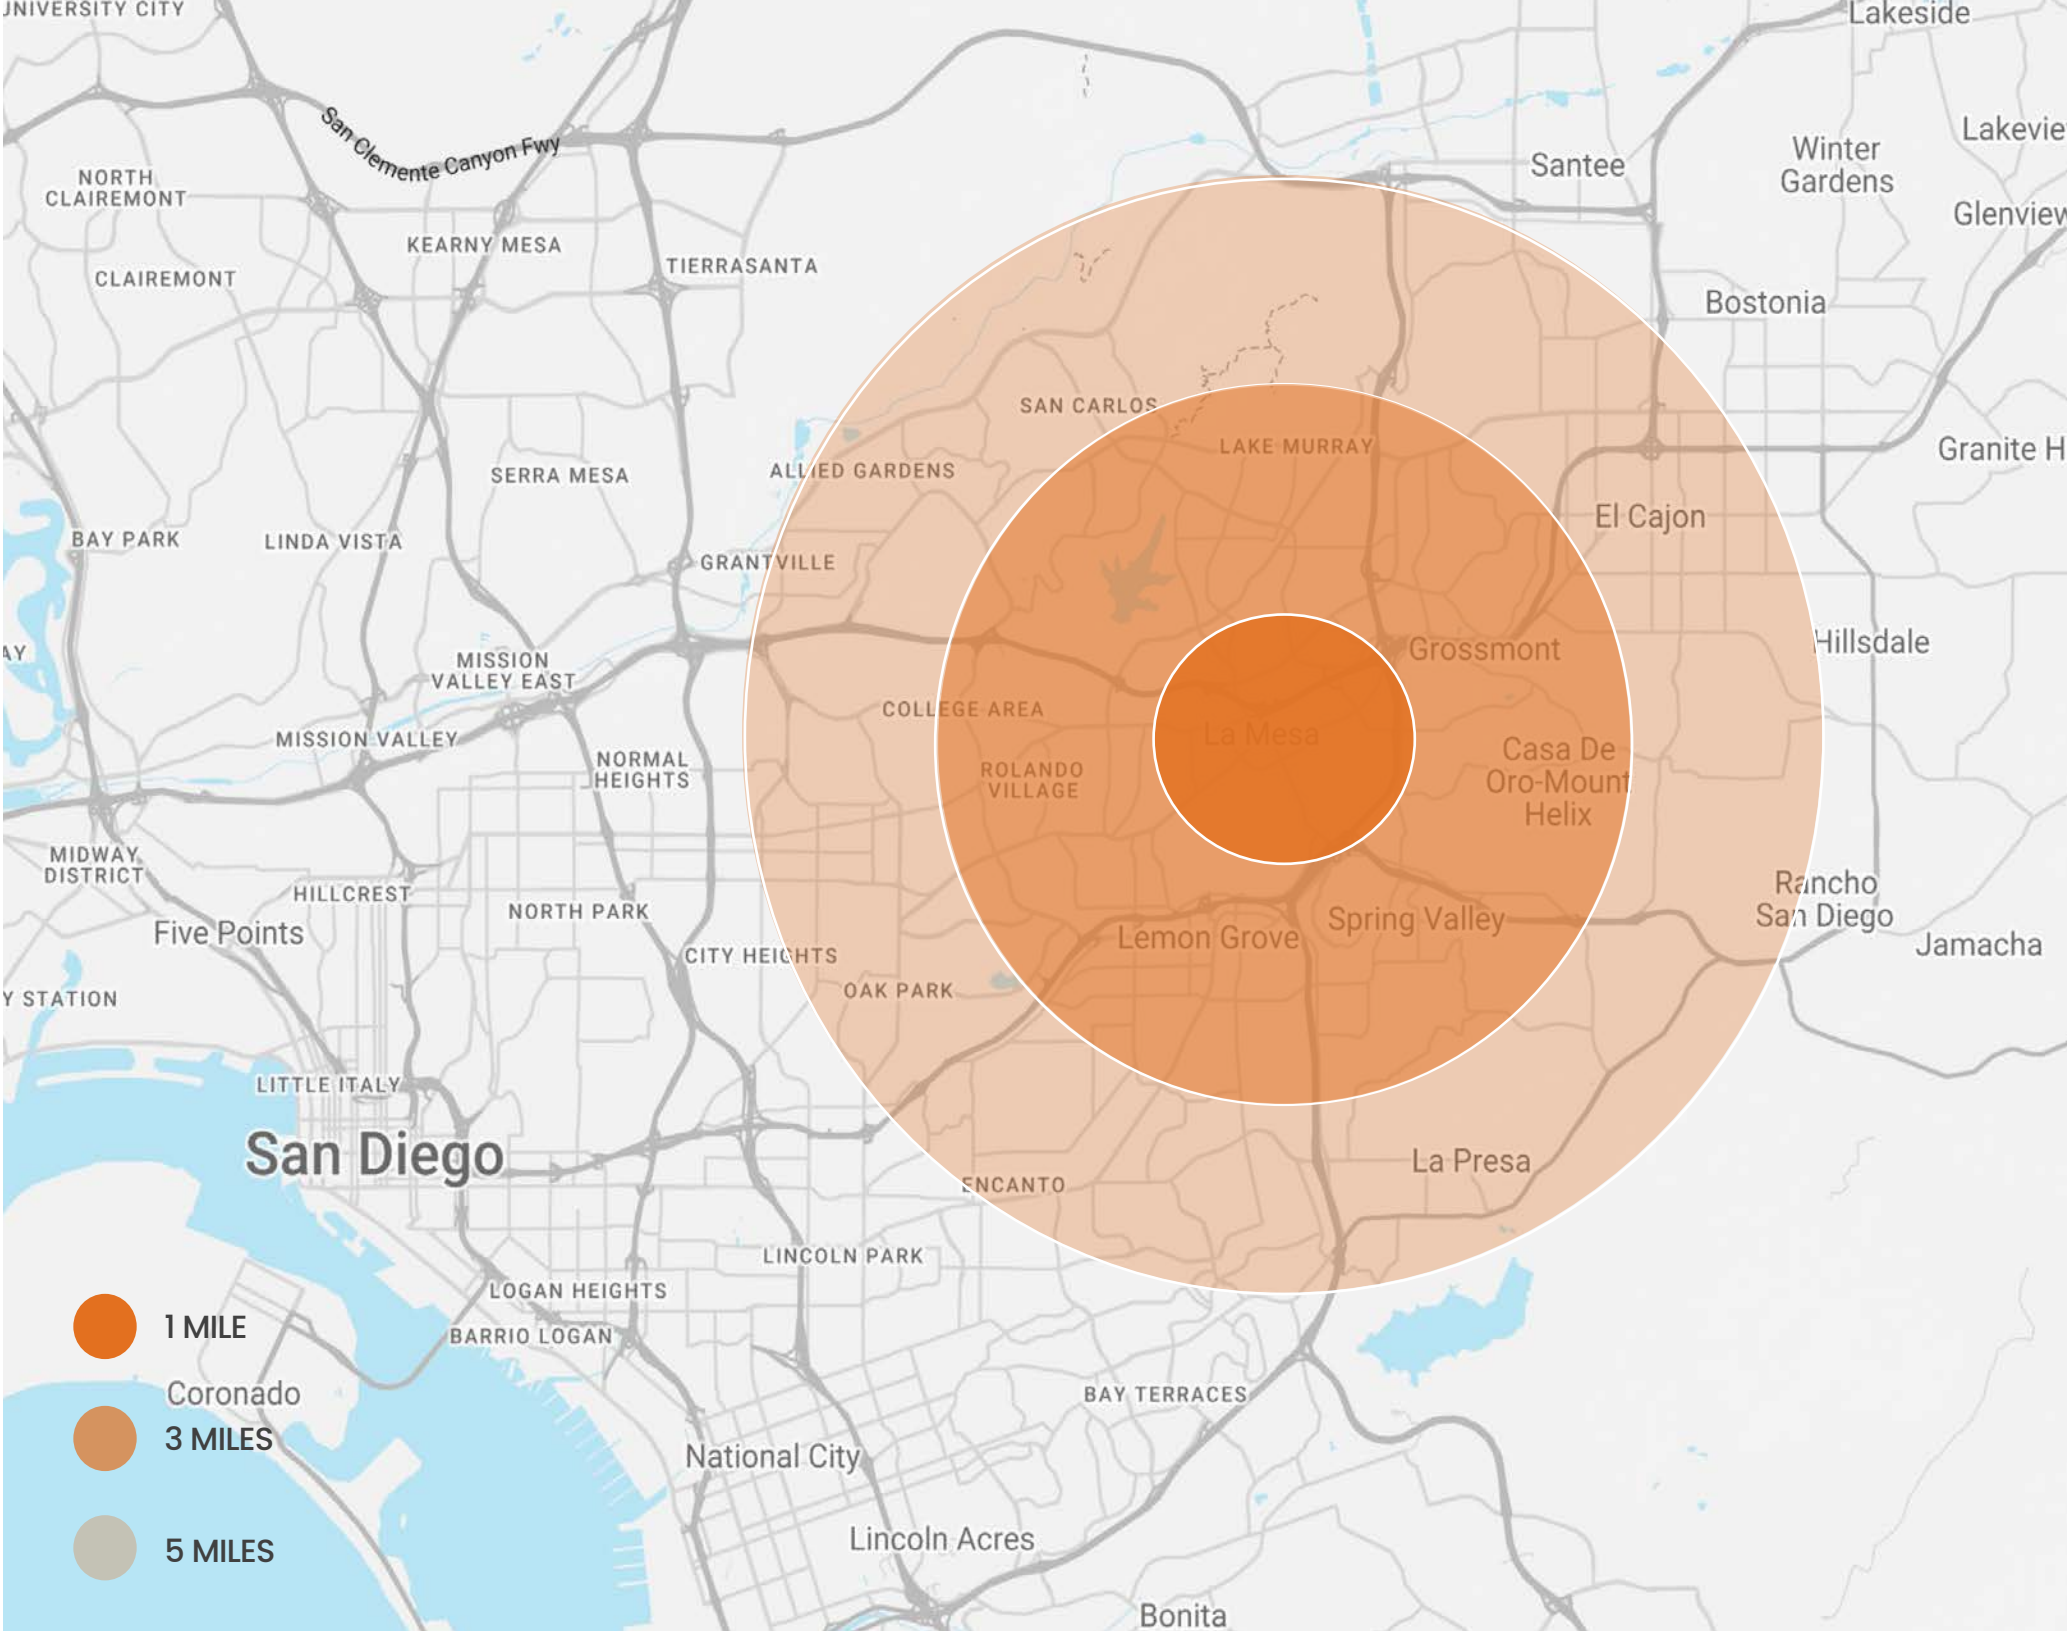 UNIVERSITY CITY
Lakeside
San Clemente Canyon Fwy
Lakevie
Winter
Gardens
Santee
NORTH
CLAIREMONT
Glenview
KEARNY MESA
TIERRASANTA
CLAIREMONT
Bostonia
SAN CARLOS
LAKE MURRAY
Granite H
ALLIED GARDENS
SERRA MESA
El Cajon
BAY PARK
LINDA VISTA
GRANTVILLE
Hillsdale
Grossmont
AY
MISSION
VALLEY EAST
COLLEGE AREA
La Mesa
MISSION VALLEY
Casa De
Oro-Mount
Helix
NORMAL
HEIGHTS
ROLANDO
VILLAGE
MIDWAY
DISTRICT
HILLCREST
Rancho
San Diego
NORTH PARK
Spring Valley
Five Points
Lemon Grove
Jamacha
CITY HEIGHTS
OAK PARK
Y STATION
LITTLE ITALY
San Diego
La Presa
ENCANTO
LINCOLN PARK
LOGAN HEIGHTS
1 MILE
BARRIO LOGAN
Coronado
BAY TERRACES
3 MILES
National City
Lincoln Acres
5 MILES
Bonita